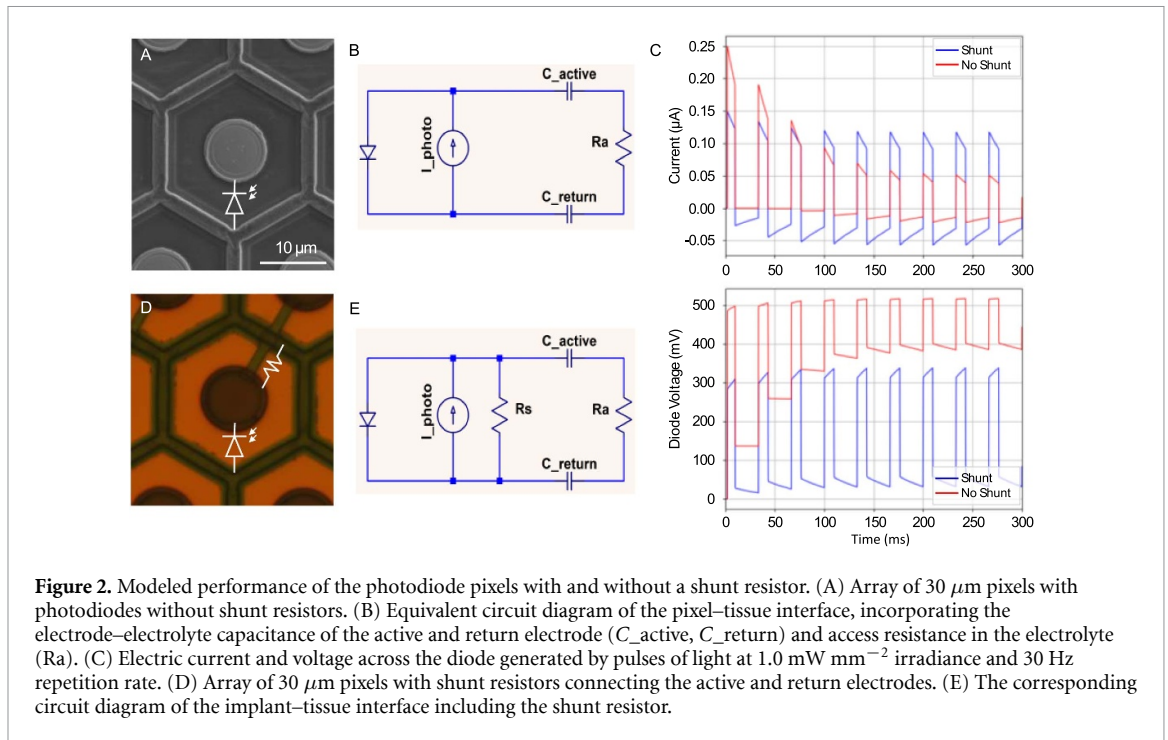 A
10 μm
B
C_active
I_photo
Ra
C_return
C
Shunt
No Shunt
0.25
0.20
0.15
0.10
0.05
0.00
-0.05
Current (μA)
0 50 100 150 200 250 300
D
E
C_active
I_photo
Rs
Ra
C_return
500
400
300
200
100
0
Diode Voltage (mV)
Shunt
No Shunt
0 50 100 150 200 250 300
Time (ms)
Figure 2. Modeled performance of the photodiode pixels with and without a shunt resistor. (A) Array of 30 μm pixels with
photodiodes without shunt resistors. (B) Equivalent circuit diagram of the pixel–tissue interface, incorporating the
electrode–electrolyte capacitance of the active and return electrode (C_active, C_return) and access resistance in the electrolyte
(Ra). (C) Electric current and voltage across the diode generated by pulses of light at 1.0 mW mm⁻² irradiance and 30 Hz
repetition rate. (D) Array of 30 μm pixels with shunt resistors connecting the active and return electrodes. (E) The corresponding
circuit diagram of the implant–tissue interface including the shunt resistor.